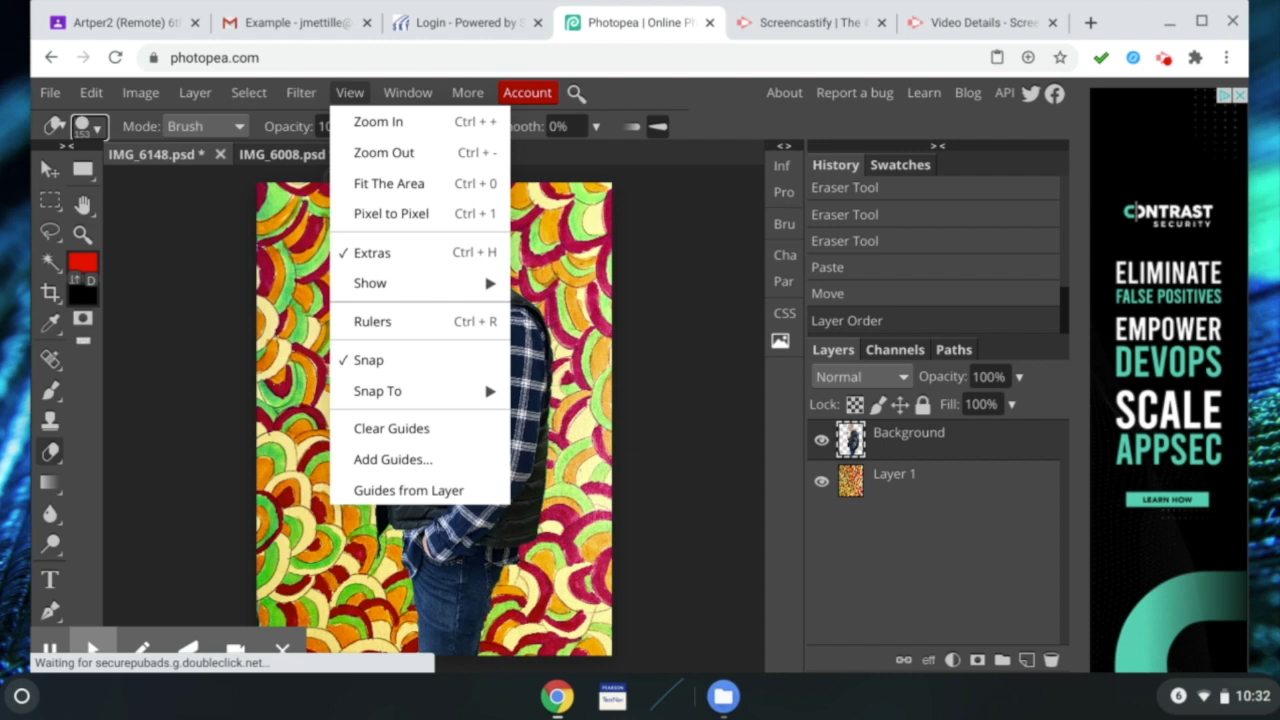 Artper2 (Remote) 6th
Example - jmettille@
Login - Powered by S
Photopea | Online Ph
Screencastify | The #
Video Details - Scree
photopea.com
File Edit Image Layer Select Filter View Window More Account
About Report a bug Learn Blog API
153
Mode: Brush Opacity: 10
ooth: 0%
IMG_6148.psd *
IMG_6008.psd
Zoom In Ctrl + +
Zoom Out Ctrl + -
Fit The Area Ctrl + 0
Pixel to Pixel Ctrl + 1
✓ Extras Ctrl + H
Show
Rulers Ctrl + R
✓ Snap
Snap To
Clear Guides
Add Guides...
Guides from Layer
D
T
< >
> <
> <
Inf
Pro
Bru
Cha
Par
CSS
History Swatches
Eraser Tool
Eraser Tool
Eraser Tool
Paste
Move
Layer Order
Layers Channels Paths
Normal Opacity: 100%
Lock: Fill: 100%
Background
Layer 1
eff
CONTRAST
SECURITY
ELIMINATE
FALSE POSITIVES
EMPOWER
DEVOPS
SCALE
APPSEC
LEARN HOW
Waiting for securepubads.g.doubleclick.net...
PEARSON
TestNav
6
10:32